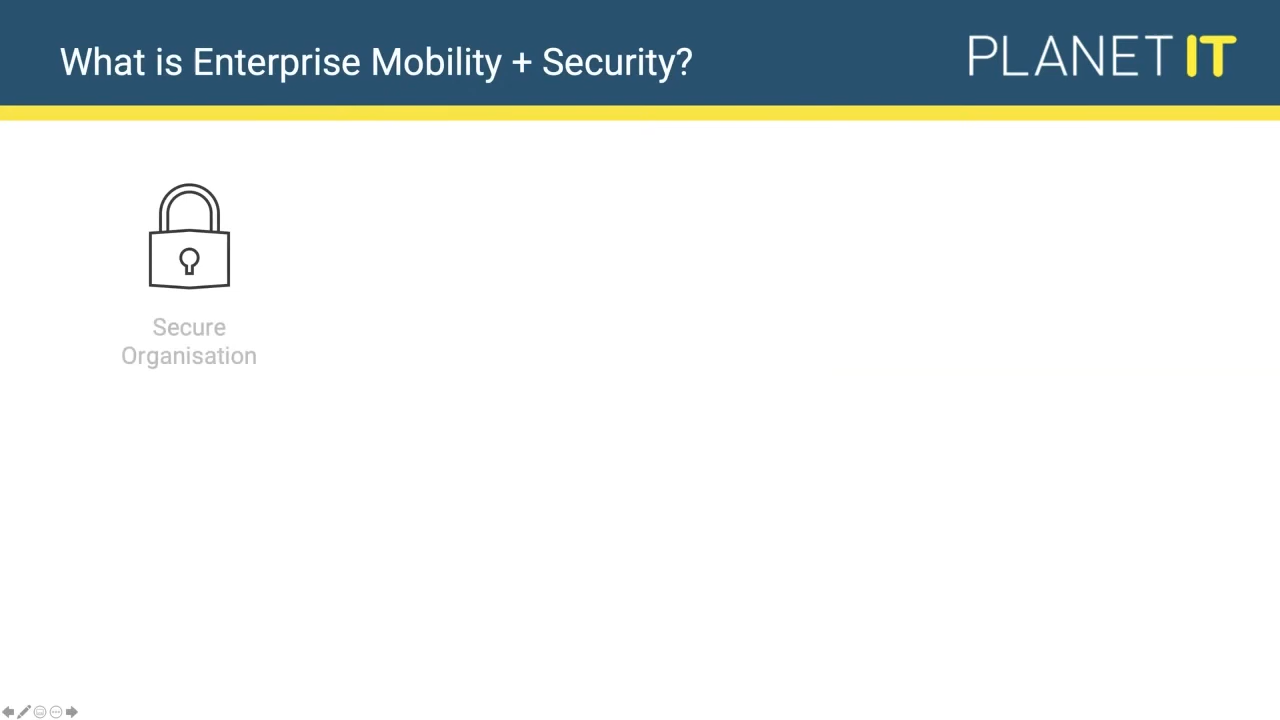 What is Enterprise Mobility + Security?
PLANET IT
Secure
Organisation